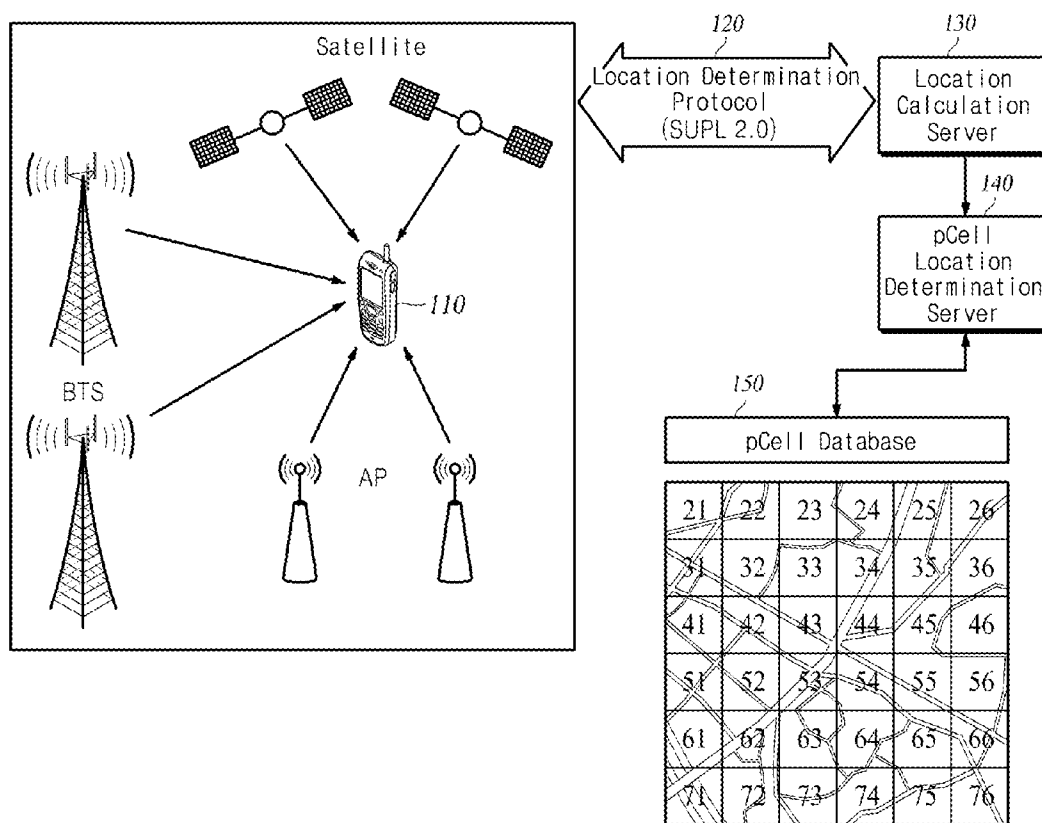 Satellite
BTS
AP
110
120
Location Determination
Protocol
(SUPL 2.0)
130
Location
Calculation
Server
140
pCell
Location
Determination
Server
150
pCell Database
21 22 23 24 25 26
31 32 33 34 35 36
41 42 43 44 45 46
51 52 53 54 55 56
61 62 63 64 65 66
71 72 73 74 75 76